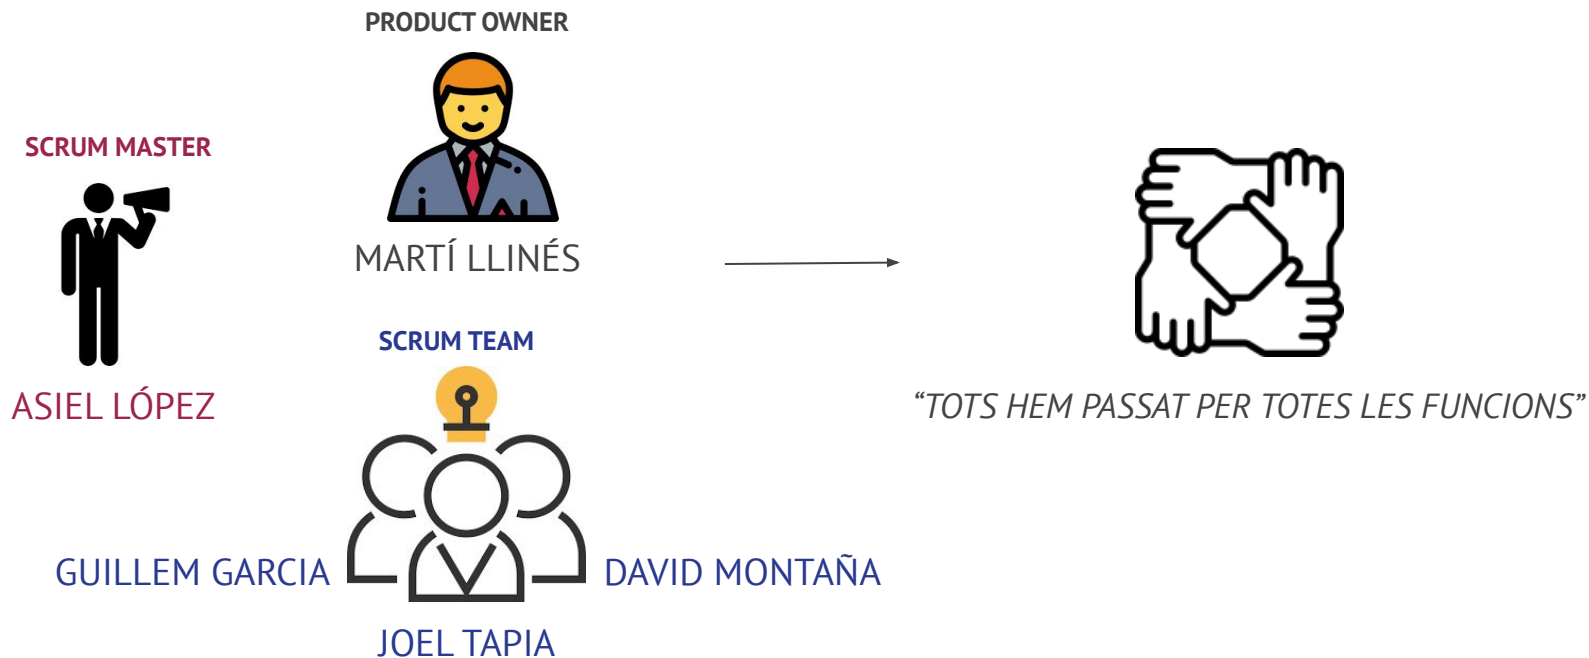 PRODUCT OWNER
MARTÍ LLINÉS
SCRUM MASTER
ASIEL LÓPEZ
SCRUM TEAM
GUILLEM GARCIA
DAVID MONTAÑA
JOEL TAPIA
“TOTS HEM PASSAT PER TOTES LES FUNCIONS”